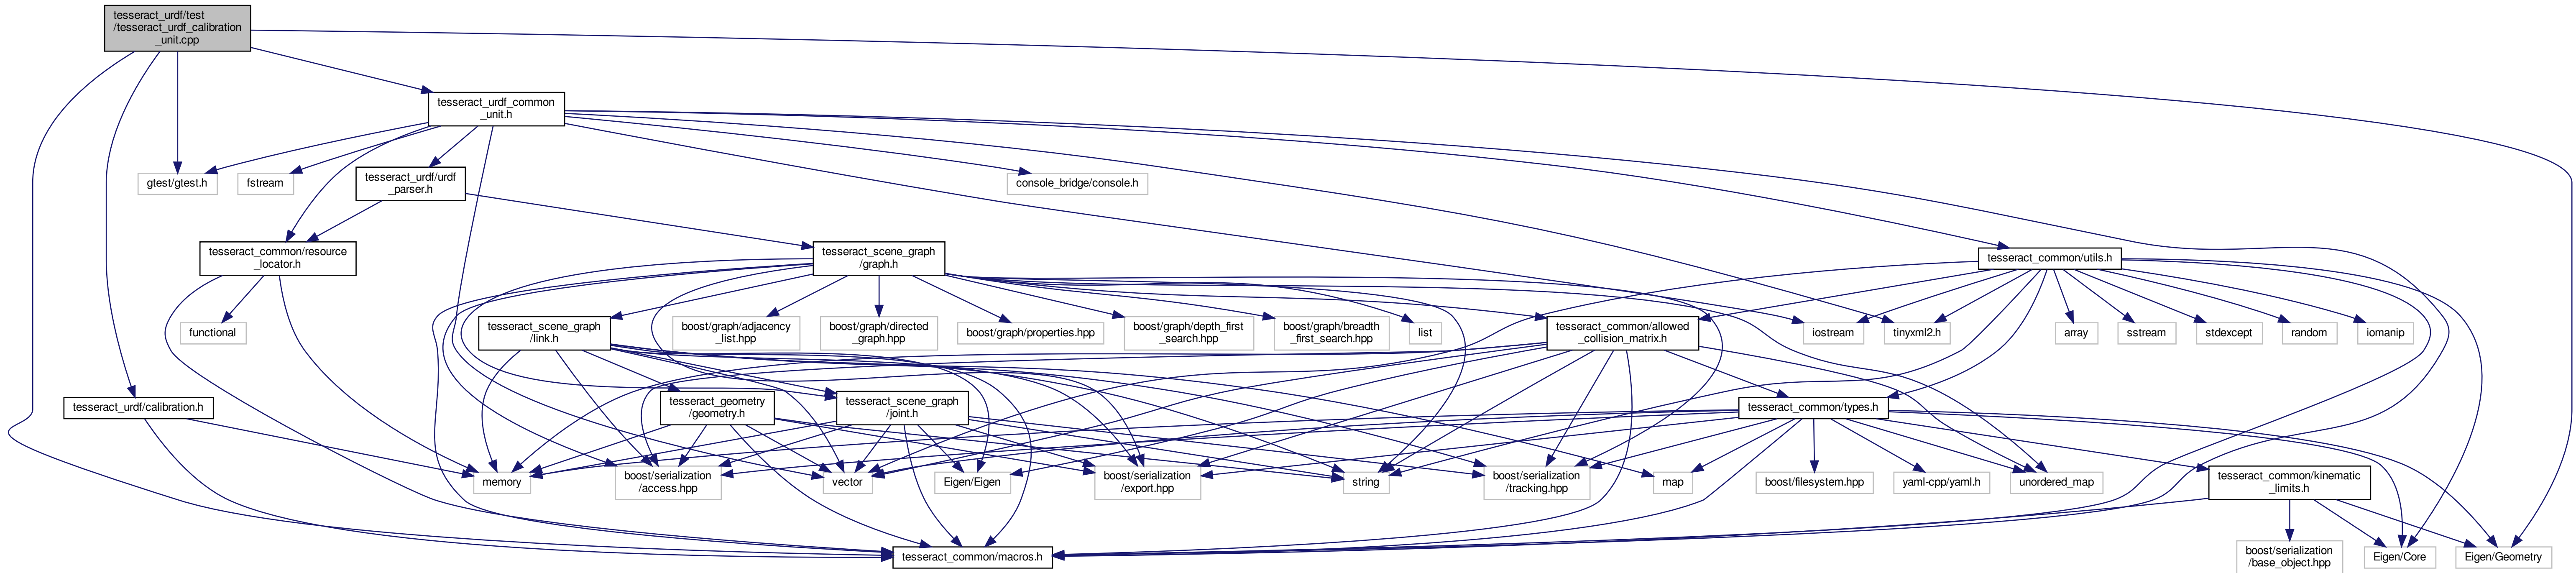 tesseract_urdf/test
/tesseract_urdf_calibration
_unit.cpp
tesseract_urdf_common
_unit.h
gtest/gtest.h
fstream
tesseract_urdf/urdf
_parser.h
console_bridge/console.h
tesseract_common/resource
_locator.h
tesseract_scene_graph
/graph.h
tesseract_common/utils.h
functional
tesseract_scene_graph
/link.h
boost/graph/adjacency
_list.hpp
boost/graph/directed
_graph.hpp
boost/graph/properties.hpp
boost/graph/depth_first
_search.hpp
boost/graph/breadth
_first_search.hpp
list
tesseract_common/allowed
_collision_matrix.h
iostream
tinyxml2.h
array
sstream
stdexcept
random
iomanip
tesseract_urdf/calibration.h
tesseract_geometry
/geometry.h
tesseract_scene_graph
/joint.h
tesseract_common/types.h
memory
boost/serialization
/access.hpp
vector
Eigen/Eigen
boost/serialization
/export.hpp
string
boost/serialization
/tracking.hpp
map
boost/filesystem.hpp
yaml-cpp/yaml.h
unordered_map
tesseract_common/kinematic
_limits.h
tesseract_common/macros.h
boost/serialization
/base_object.hpp
Eigen/Core
Eigen/Geometry